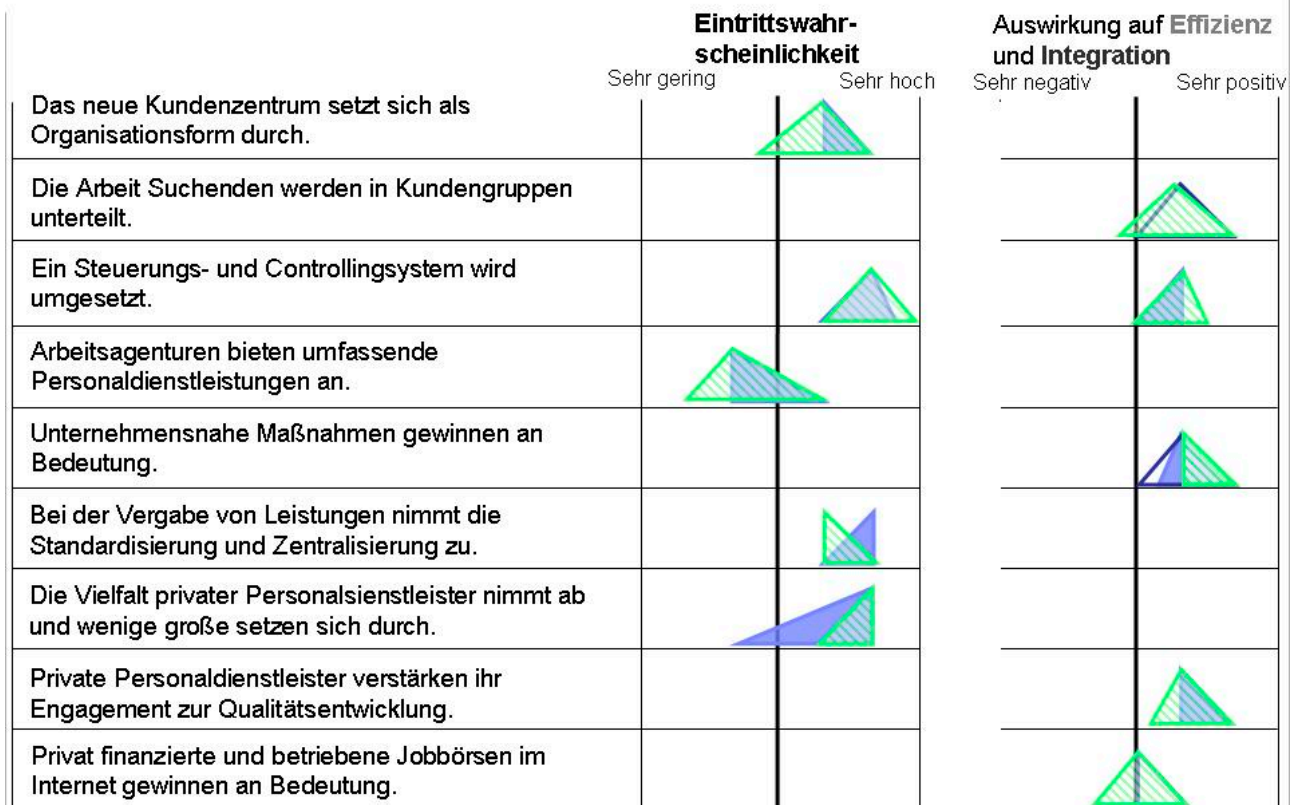 Eintrittswahr-
scheinlichkeit
Auswirkung auf Effizienz
und Integration
Sehr gering
Sehr hoch
Sehr negativ
Sehr positiv
Das neue Kundenzentrum setzt sich als
Organisationsform durch.
Die Arbeit Suchenden werden in Kundengruppen
unterteilt.
Ein Steuerungs- und Controllingsystem wird
umgesetzt.
Arbeitsagenturen bieten umfassende
Personaldienstleistungen an.
Unternehmensnahe Maßnahmen gewinnen an
Bedeutung.
Bei der Vergabe von Leistungen nimmt die
Standardisierung und Zentralisierung zu.
Die Vielfalt privater Personalsienstleister nimmt ab
und wenige große setzen sich durch.
Private Personaldienstleister verstärken ihr
Engagement zur Qualitätsentwicklung.
Privat finanzierte und betriebene Jobbörsen im
Internet gewinnen an Bedeutung.